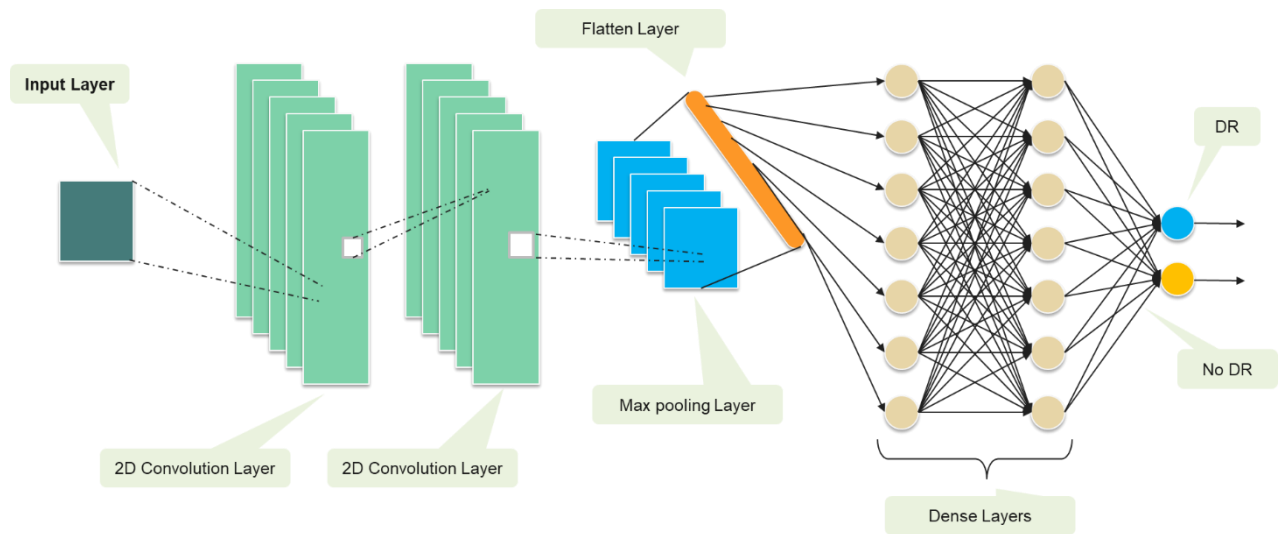 Flatten Layer
Input Layer
DR
No DR
Max pooling Layer
2D Convolution Layer
2D Convolution Layer
Dense Layers